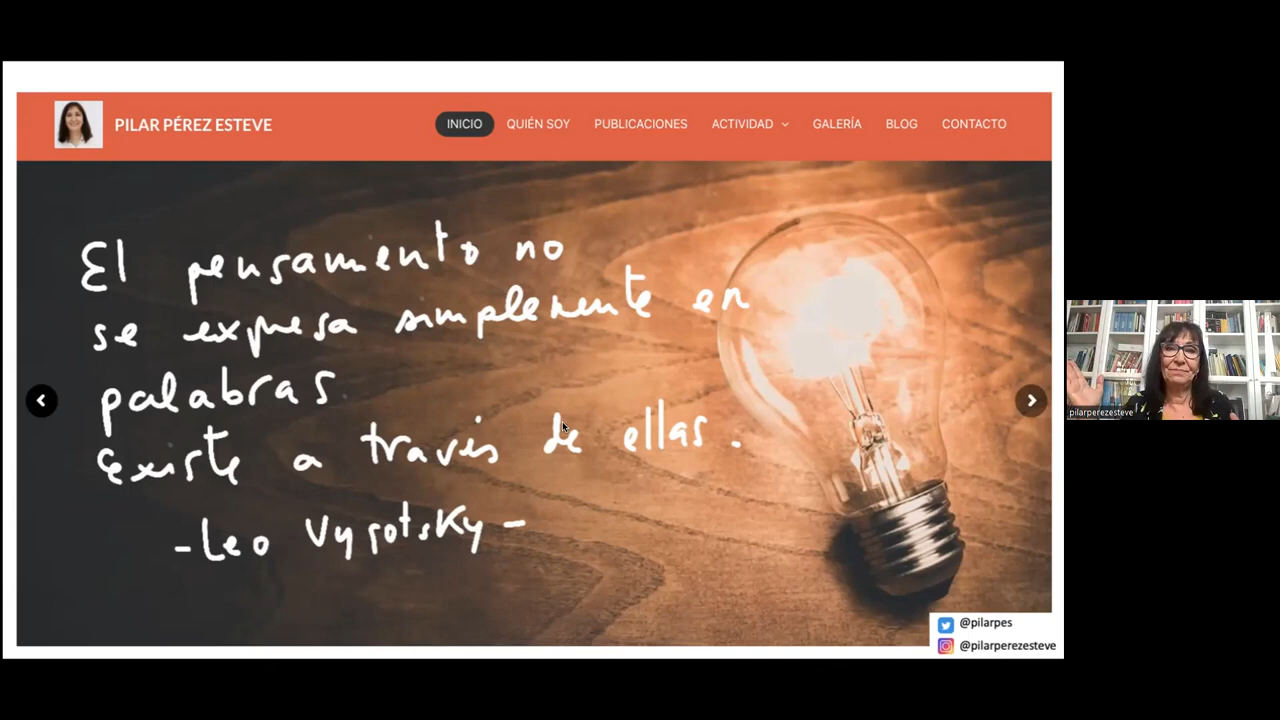 PILAR PÉREZ ESTEVE
INICIO QUIÉN SOY PUBLICACIONES ACTIVIDAD GALERÍA BLOG CONTACTO
El pensamiento no
se expresa simplemente en
palabras
existe a través de ellas.
-Leo Vygotsky-
@pilarpes
@pilarperezesteve
pilarperezesteve